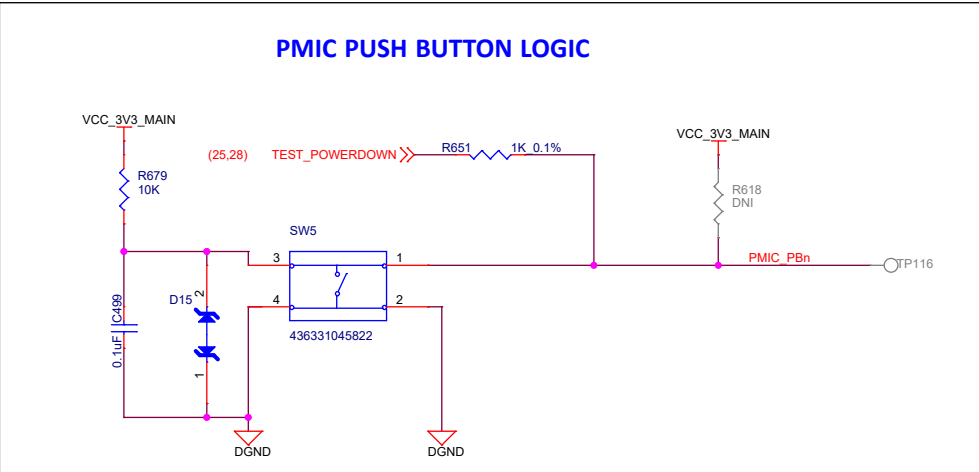 PMIC PUSH BUTTON LOGIC
VCC_3V3_MAIN
VCC_3V3_MAIN
(25,28) TEST_POWERDOWN
R651 1K_0.1%
R679
10K
R618
DNI
SW5
3
1
PMIC_PBn
TP116
4
2
C499
0.1uF
D15
2
1
436331045822
DGND
DGND